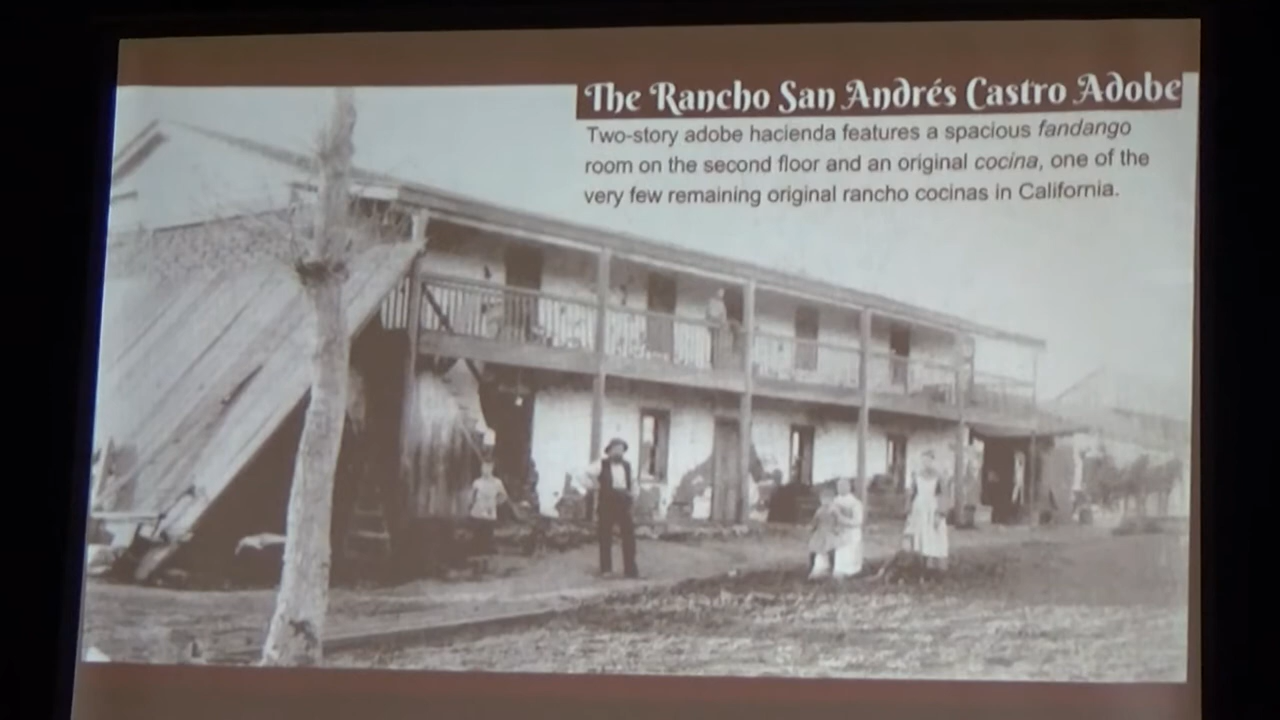 The Rancho San Andrés Castro Adobe
Two-story adobe hacienda features a spacious fandango
room on the second floor and an original cocina, one of the
very few remaining original rancho cocinas in California.